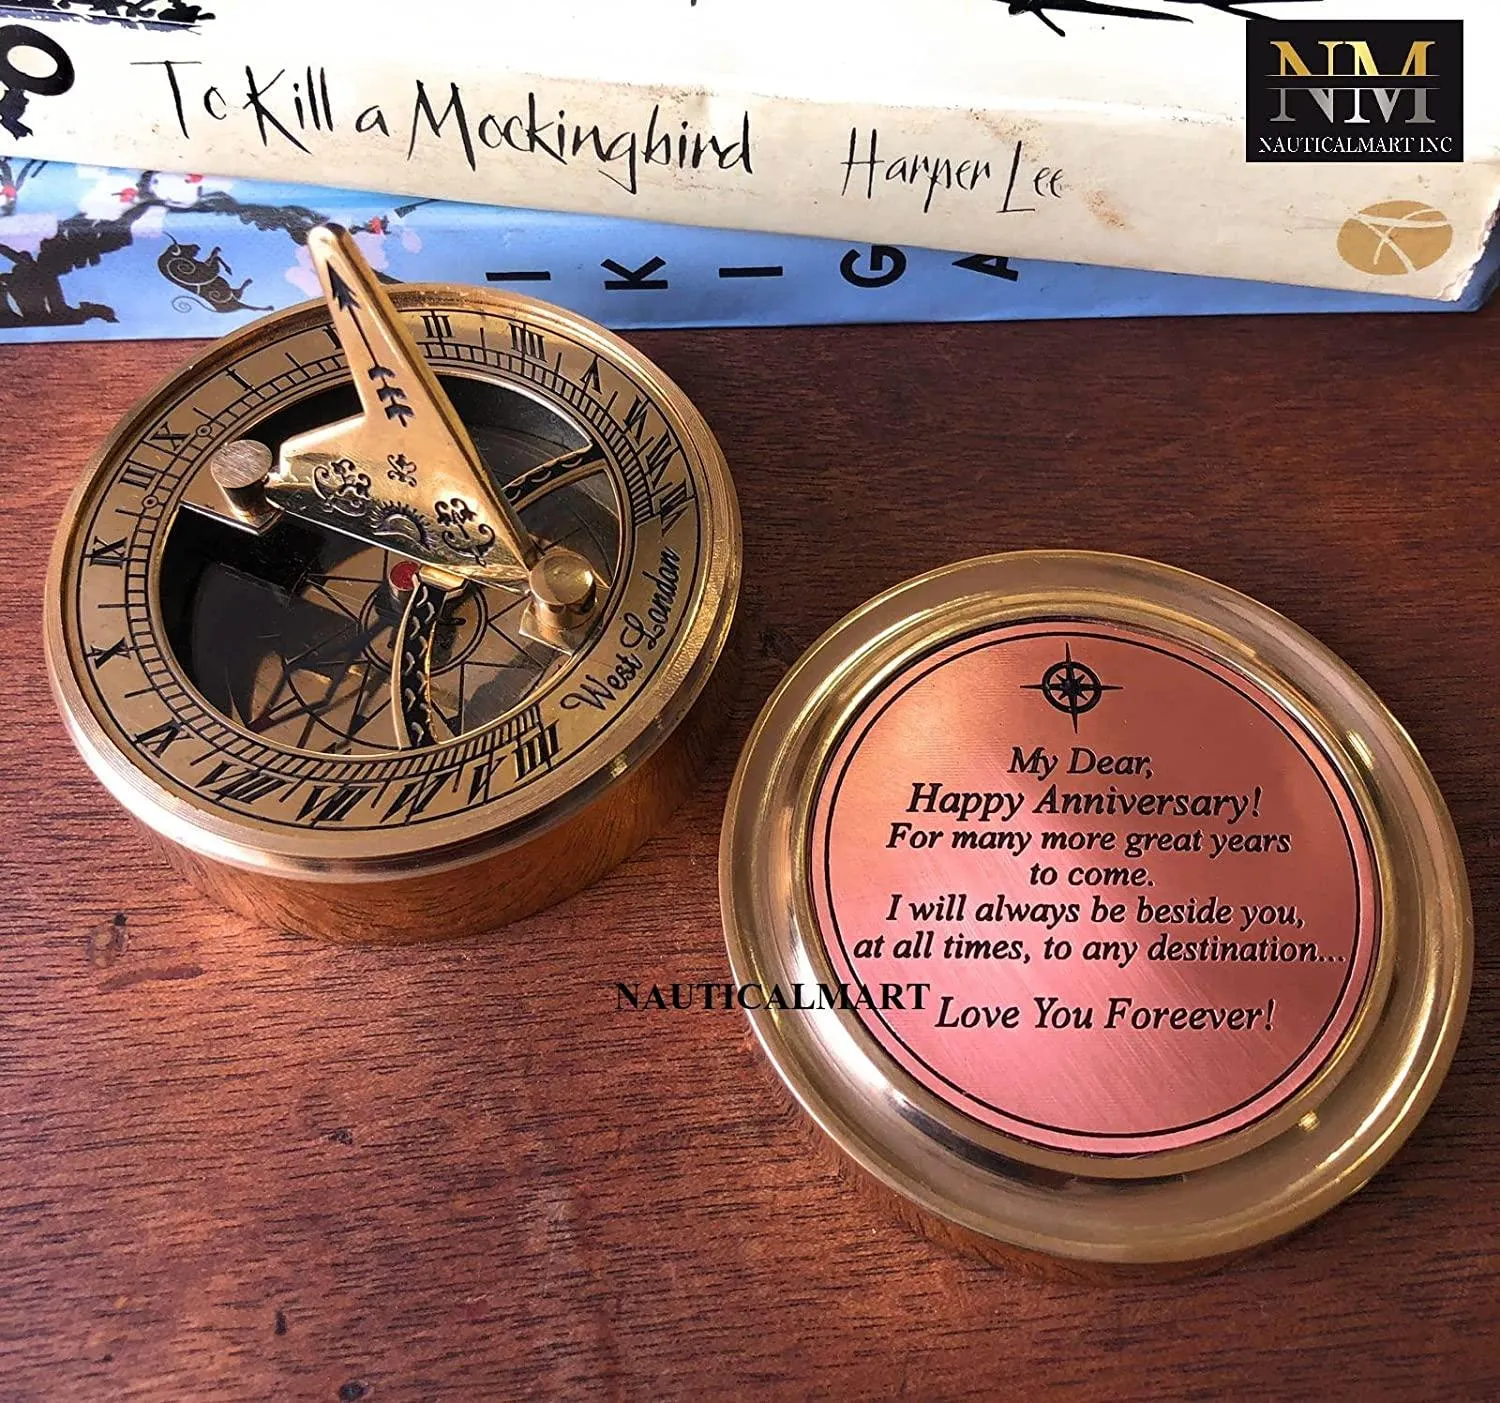 To Kill a Mockingbird Harper Lee
NM
NAUTICALMART INC
IKIGA
West London
My Dear,
Happy Anniversary!
For many more great years
to come.
I will always be beside you,
at all times, to any destination...
Love You Foreever!
NAUTICALMART